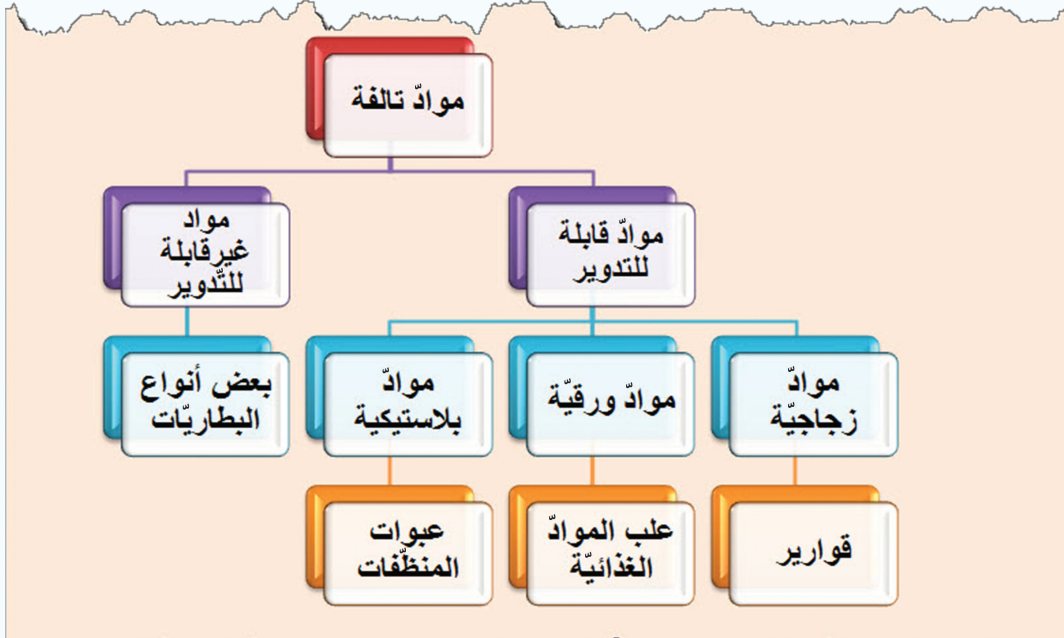 موادّ تالفة
موادّ قابلة
للتدوير
مواد
غيرقابلة
للتّدوير
موادّ
زجاجيّة
موادّ ورقيّة
موادّ
بلاستيكية
بعض أنواع
البطاريّات
قوارير
علب الموادّ
الغذائيّة
عبوات
المنظّفات